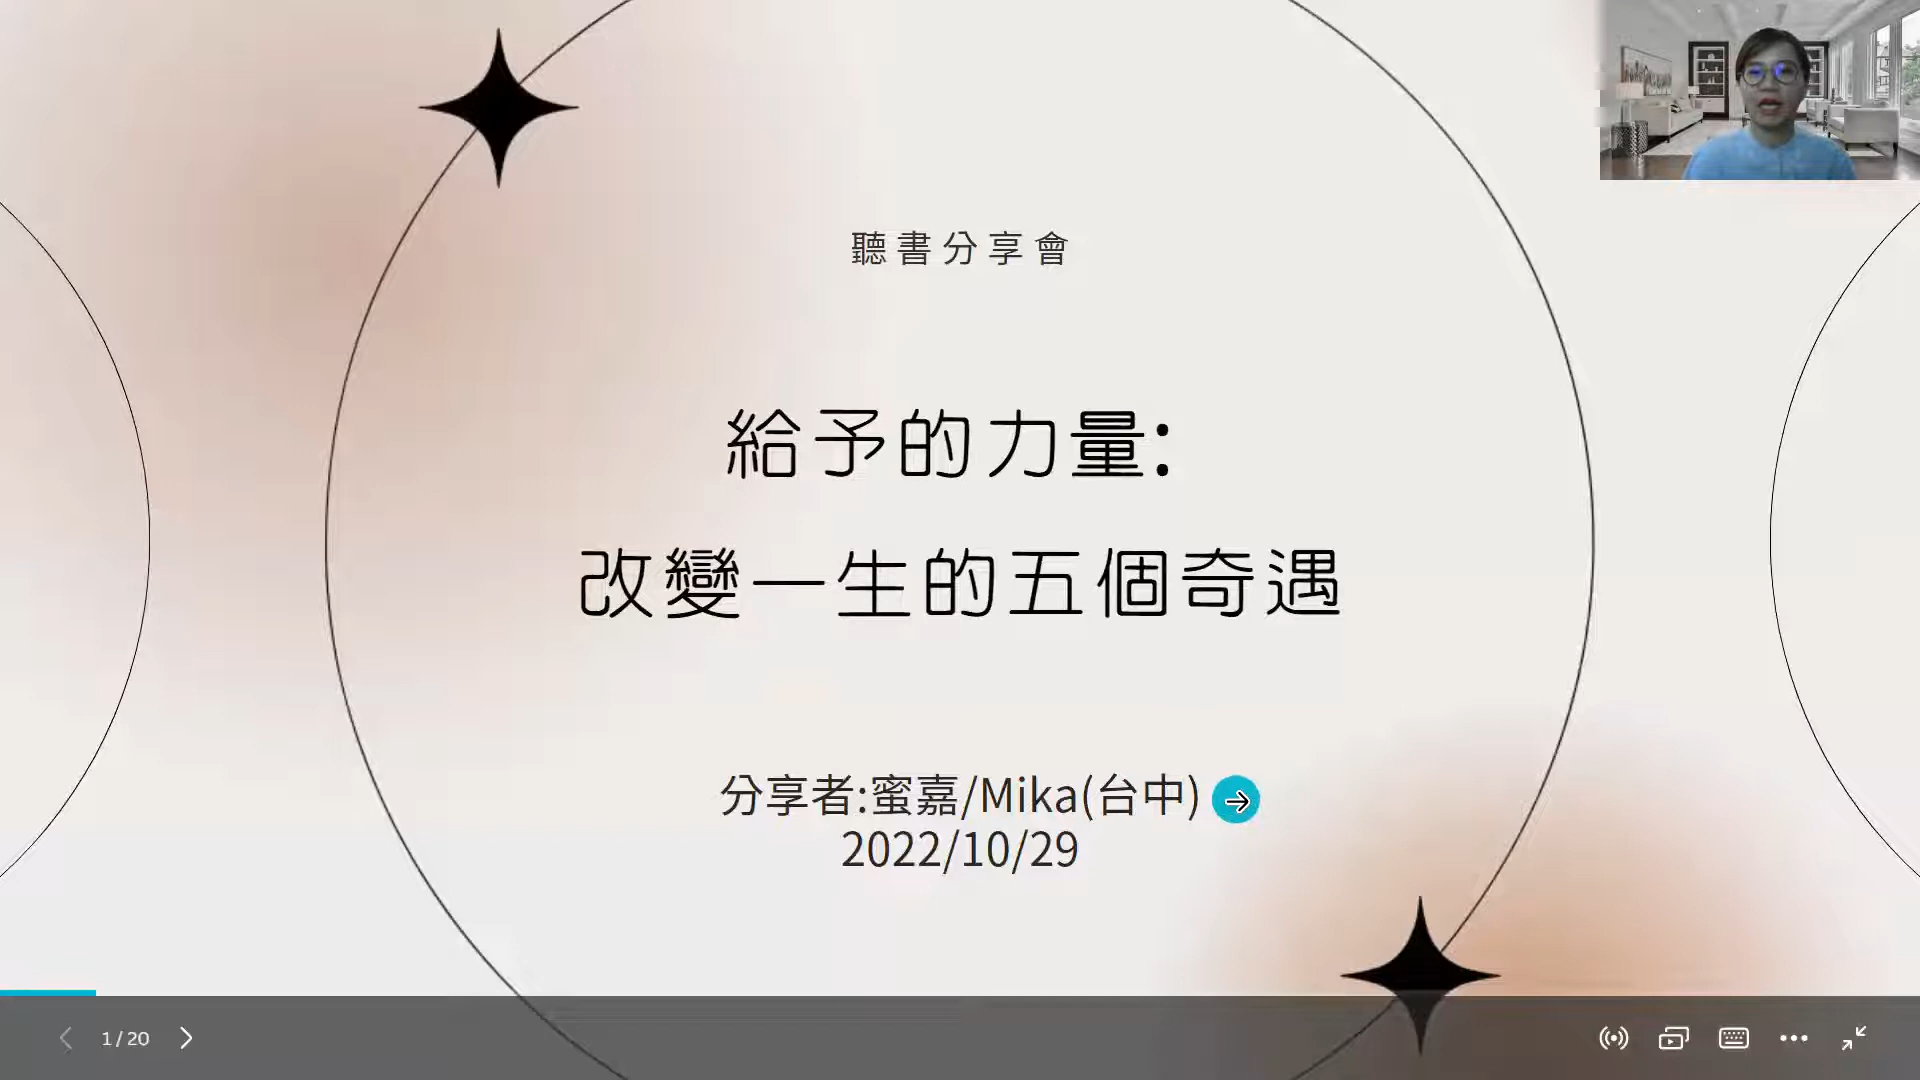 聽書分享會
給予的力量:
改變一生的五個奇遇
分享者:蜜嘉/Mika(台中)
2022/10/29
1/20